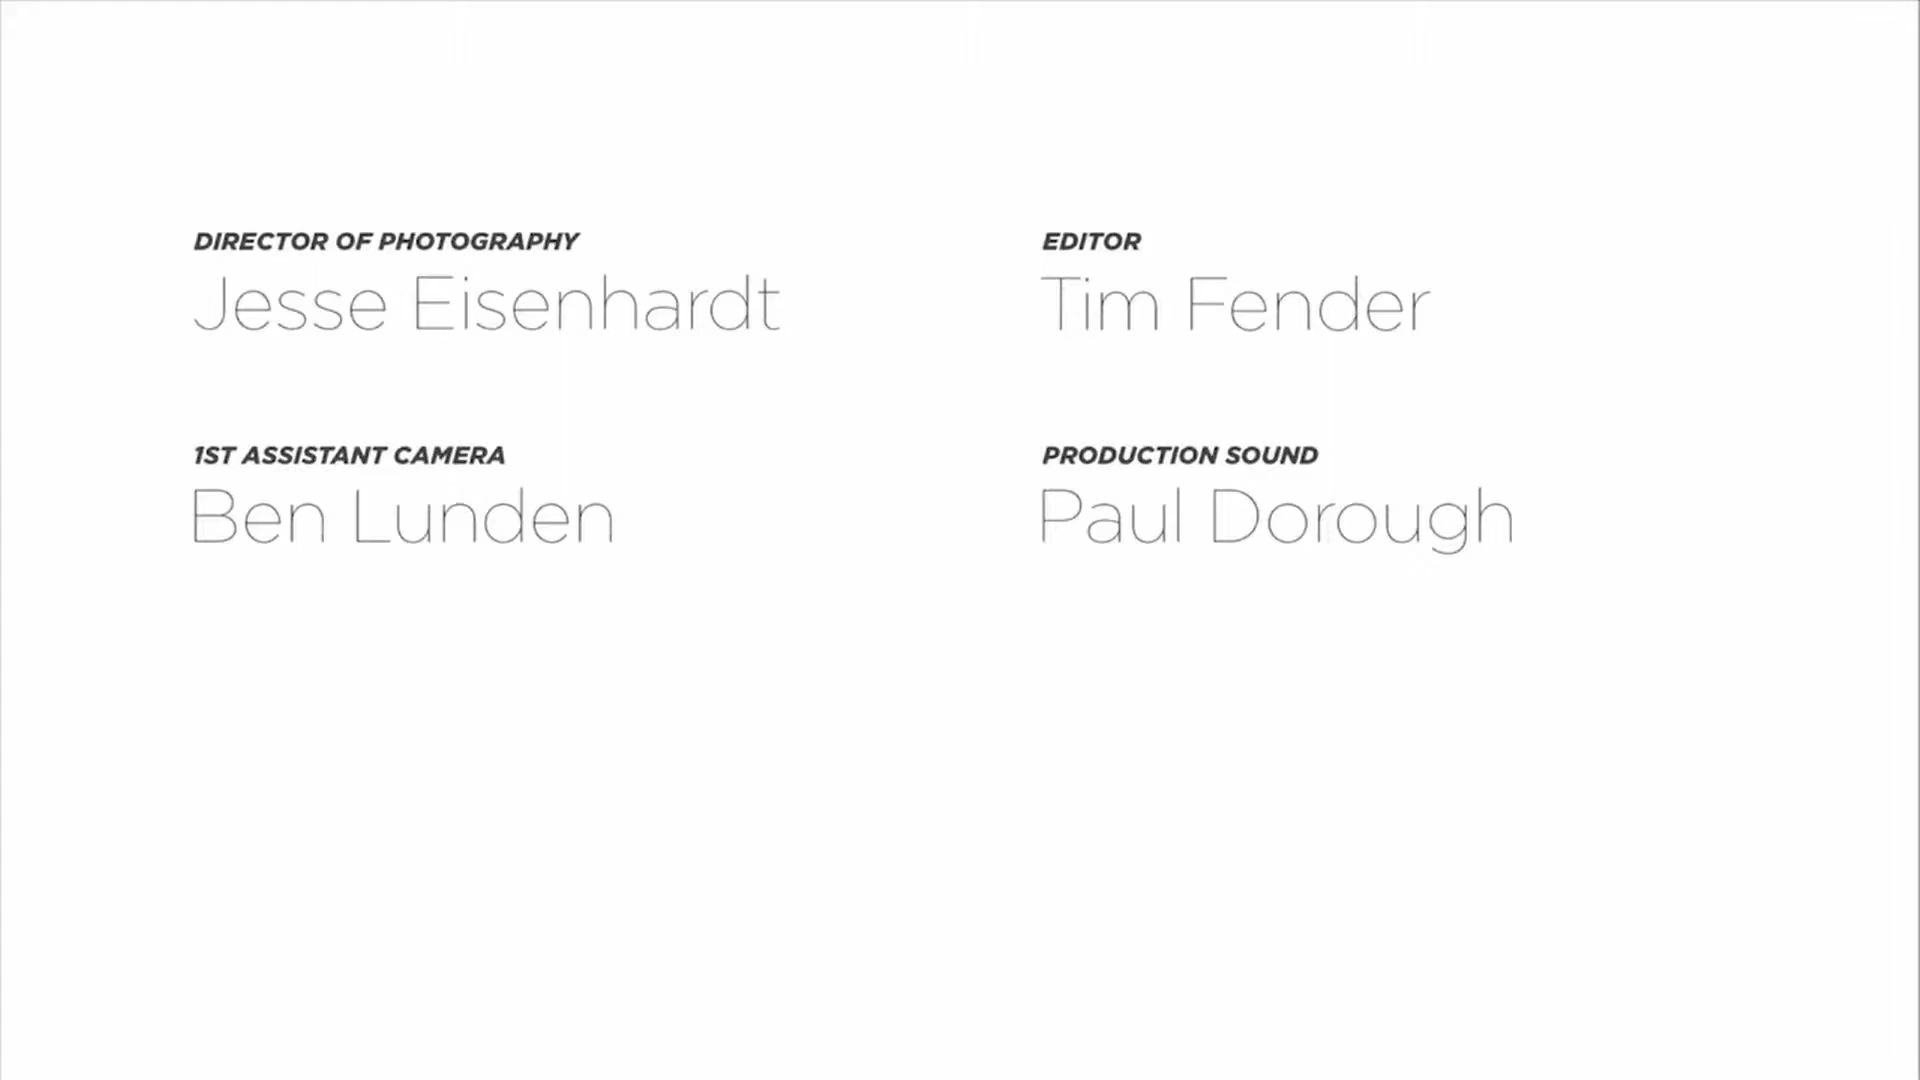 DIRECTOR OF PHOTOGRAPHY
Jesse Eisenhardt
EDITOR
Tim Fender
1ST ASSISTANT CAMERA
Ben Lunden
PRODUCTION SOUND
Paul Dorough